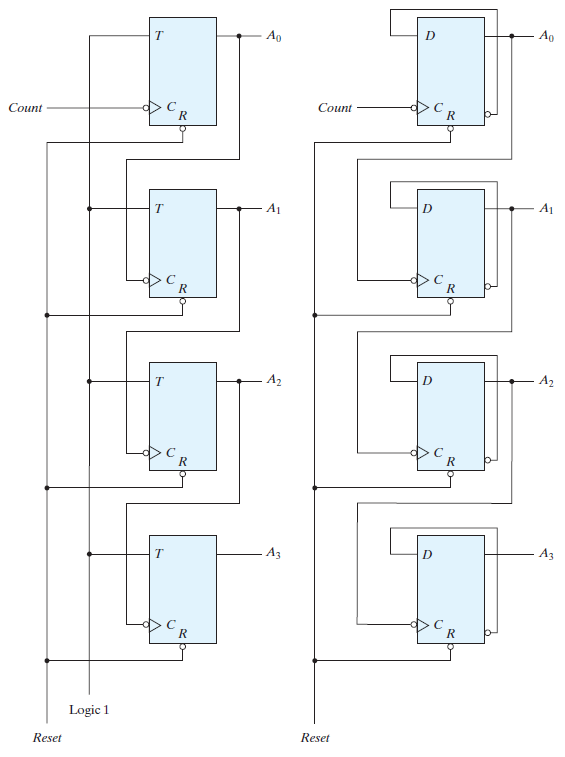 T A₀
Count C
R
T A₁
C
R
T A₂
C
R
T A₃
C
R
Logic 1
Reset
D A₀
Count C
R
D A₁
C
R
D A₂
C
R
D A₃
C
R
Reset